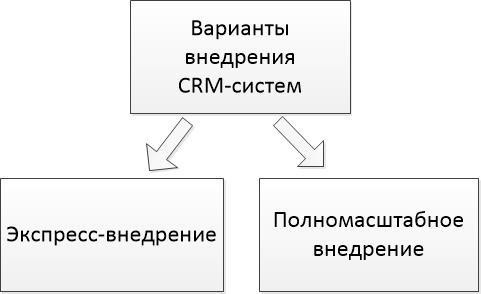 Варианты
внедрения
CRM-систем
Экспресс-внедрение
Полномасштабное
внедрение